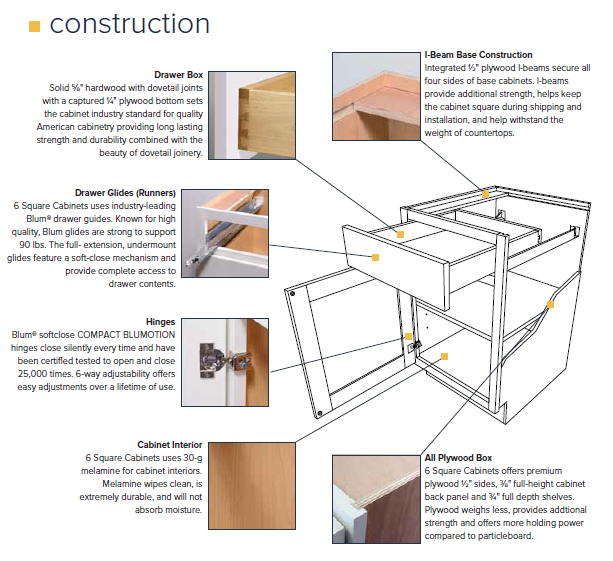 construction
Drawer Box
Solid ⅝" hardwood with dovetail joints
with a captured ¼" plywood bottom sets
the cabinet industry standard for quality
American cabinetry providing long lasting
strength and durability combined with the
beauty of dovetail joinery.
I-Beam Base Construction
Integrated ½" plywood I-beams secure all
four sides of base cabinets. I-beams
provide additional strength, helps keep
the cabinet square during shipping and
installation, and help withstand the
weight of countertops.
Drawer Glides (Runners)
6 Square Cabinets uses industry-leading
Blum® drawer guides. Known for high
quality, Blum glides are strong to support
90 lbs. The full- extension, undermount
glides feature a soft-close mechanism and
provide complete access to
drawer contents.
Hinges
Blum® softclose COMPACT BLUMOTION
hinges close silently every time and have
been certified tested to open and close
25,000 times. 6-way adjustability offers
easy adjustments over a lifetime of use.
Cabinet Interior
6 Square Cabinets uses 30-g
melamine for cabinet interiors.
Melamine wipes clean, is
extremely durable, and will not
absorb moisture.
All Plywood Box
6 Square Cabinets offers premium
plywood ½" sides, ⅜" full-height cabinet
back panel and ¾" full depth shelves.
Plywood weighs less, provides addtional
strength and offers more holding power
compared to particleboard.